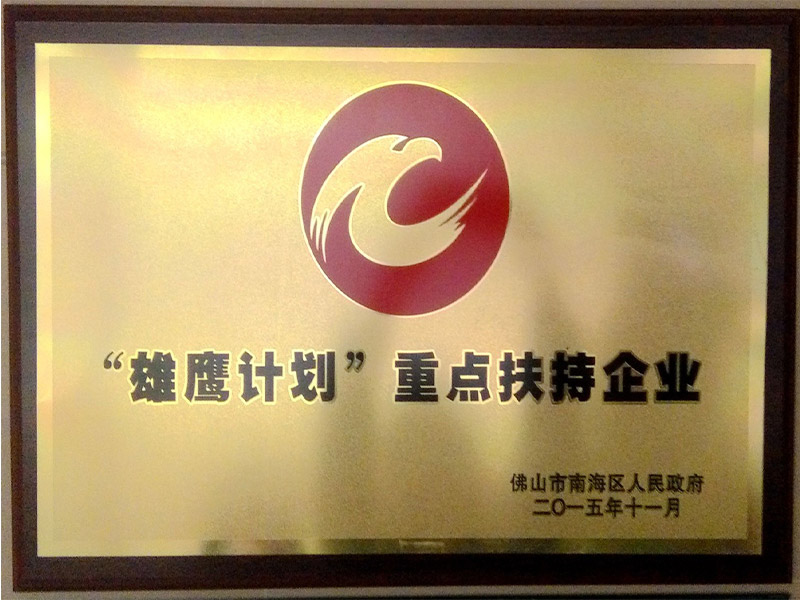 “雄鹰计划”重点扶持企业
佛山市南海区人民政府
二〇一五年十一月